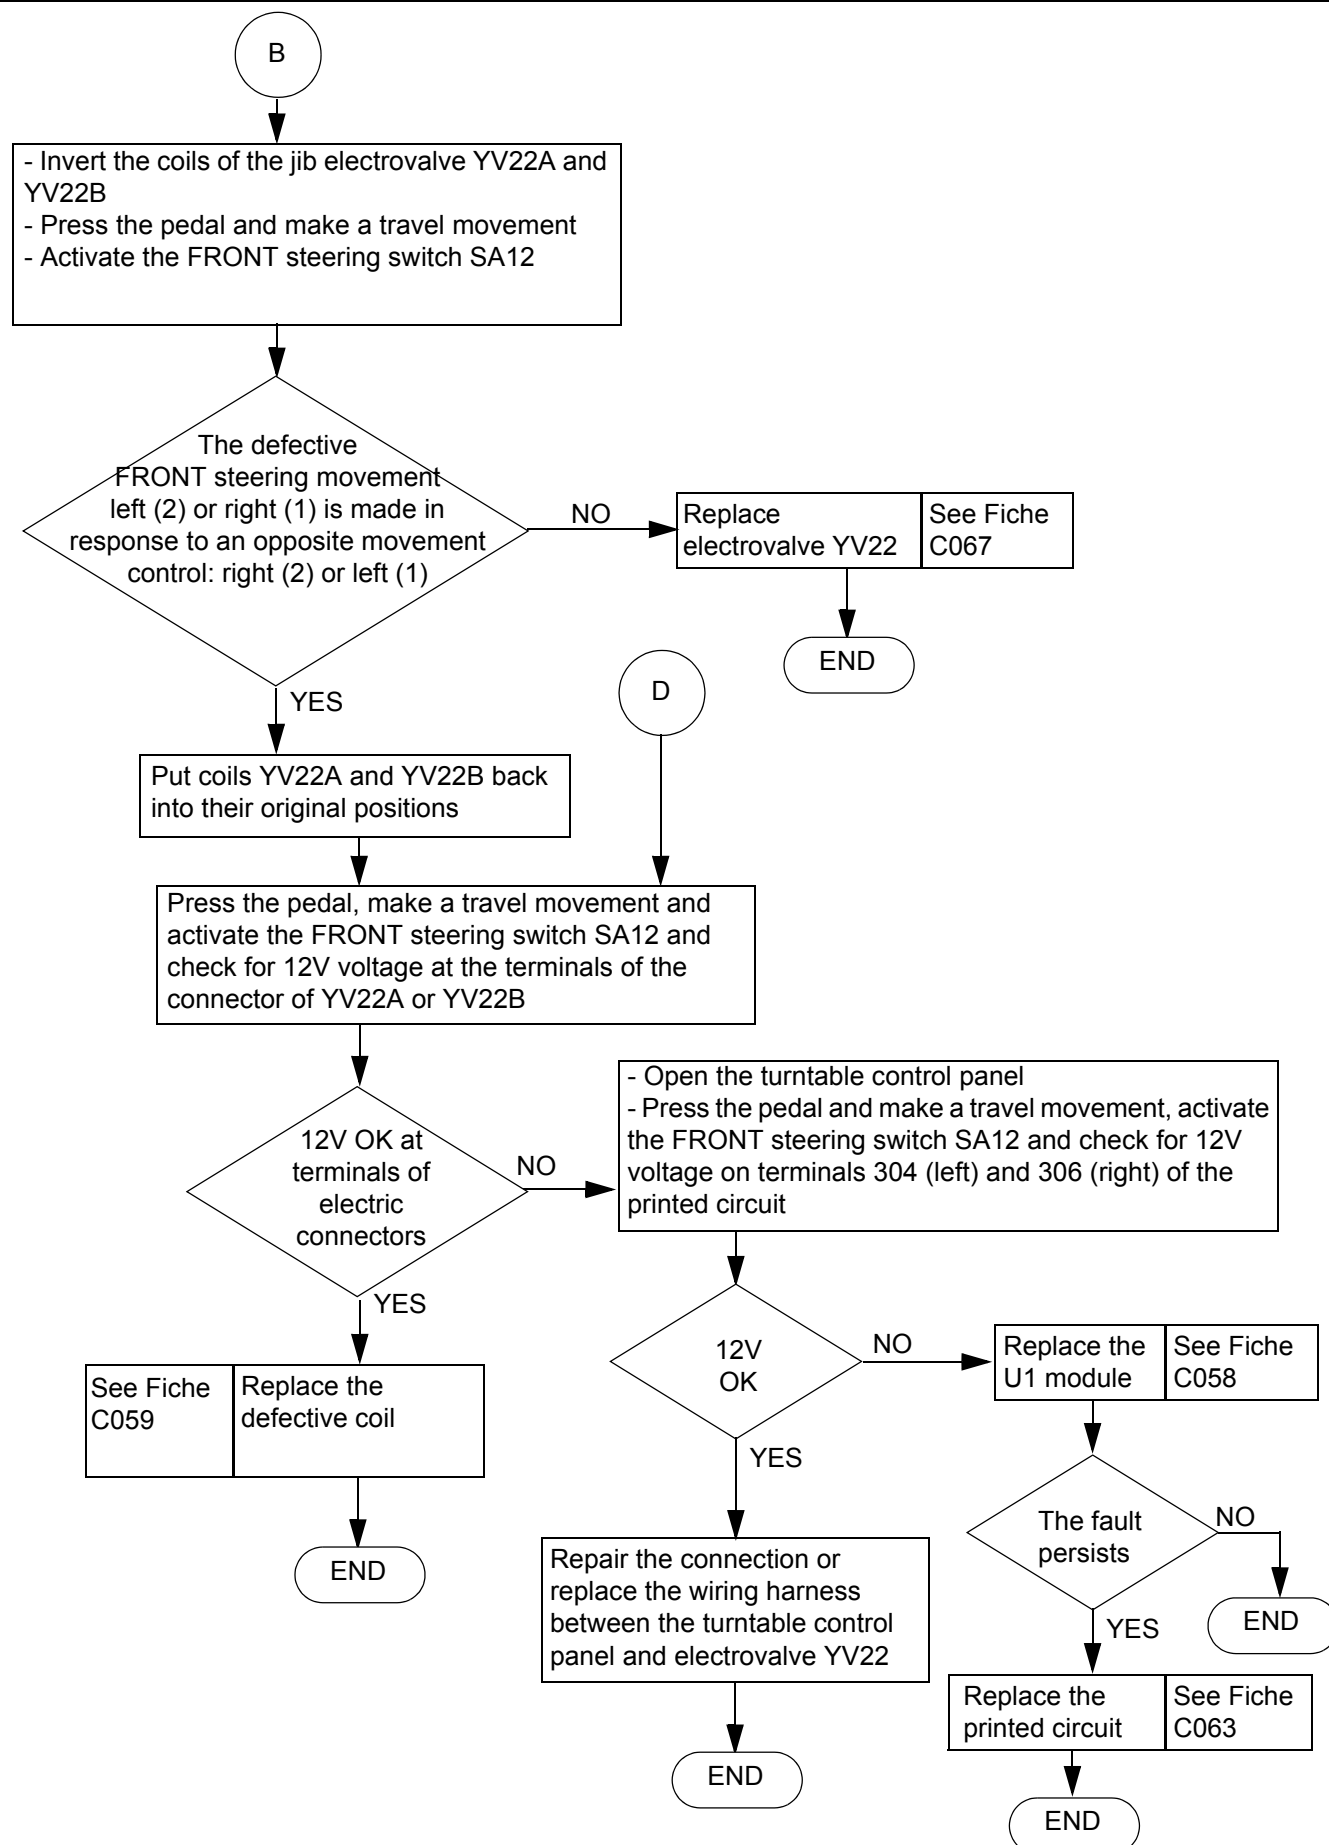 B
- Invert the coils of the jib electrovalve YV22A and
YV22B
- Press the pedal and make a travel movement
- Activate the FRONT steering switch SA12
The defective
FRONT steering movement
left (2) or right (1) is made in
response to an opposite movement
control: right (2) or left (1)
NO
Replace
electrovalve YV22
See Fiche
C067
END
YES
D
Put coils YV22A and YV22B back
into their original positions
Press the pedal, make a travel movement and
activate the FRONT steering switch SA12 and
check for 12V voltage at the terminals of the
connector of YV22A or YV22B
12V OK at
terminals of
electric
connectors
NO
- Open the turntable control panel
- Press the pedal and make a travel movement, activate
the FRONT steering switch SA12 and check for 12V
voltage on terminals 304 (left) and 306 (right) of the
printed circuit
YES
See Fiche
C059
Replace the
defective coil
END
12V
OK
NO
Replace the
U1 module
See Fiche
C058
YES
The fault
persists
NO
END
Repair the connection or
replace the wiring harness
between the turntable control
panel and electrovalve YV22
END
YES
Replace the
printed circuit
See Fiche
C063
END